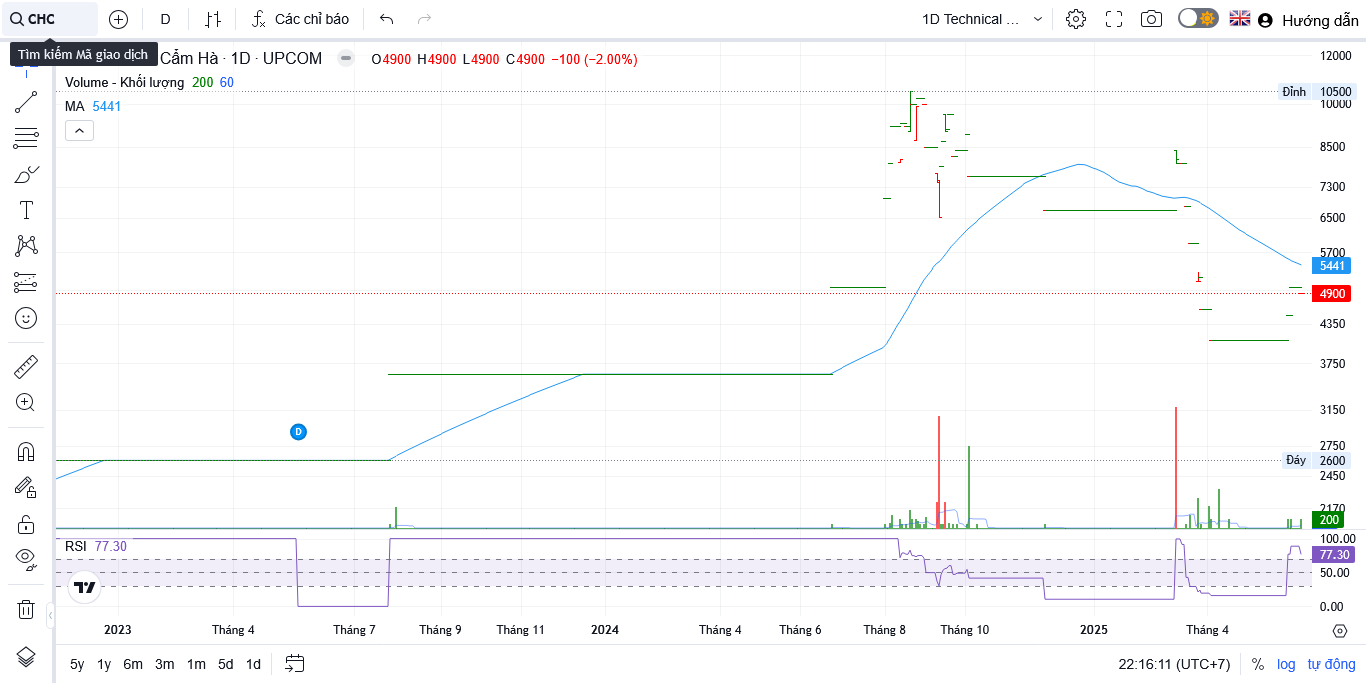 CHC D Các chỉ báo 1D Technical ... Hướng dẫn
Tìm kiếm Mã giao dịch Cẩm Hà · 1D · UPCOM O4900 H4900 L4900 C4900 −100 (−2.00%)
Volume - Khối lượng 200 60
MA 5441
12000
Đỉnh 10500
10000
8500
7300
6500
5700
5441
4900
4350
3750
3150
2750
Đáy 2600
2450
2170
200
D
RSI 77.30
100.00
77.30
50.00
0.00
2023 Tháng 4 Tháng 7 Tháng 9 Tháng 11 2024 Tháng 4 Tháng 6 Tháng 8 Tháng 10 2025 Tháng 4
5y 1y 6m 3m 1m 5d 1d 22:16:11 (UTC+7) % log tự động